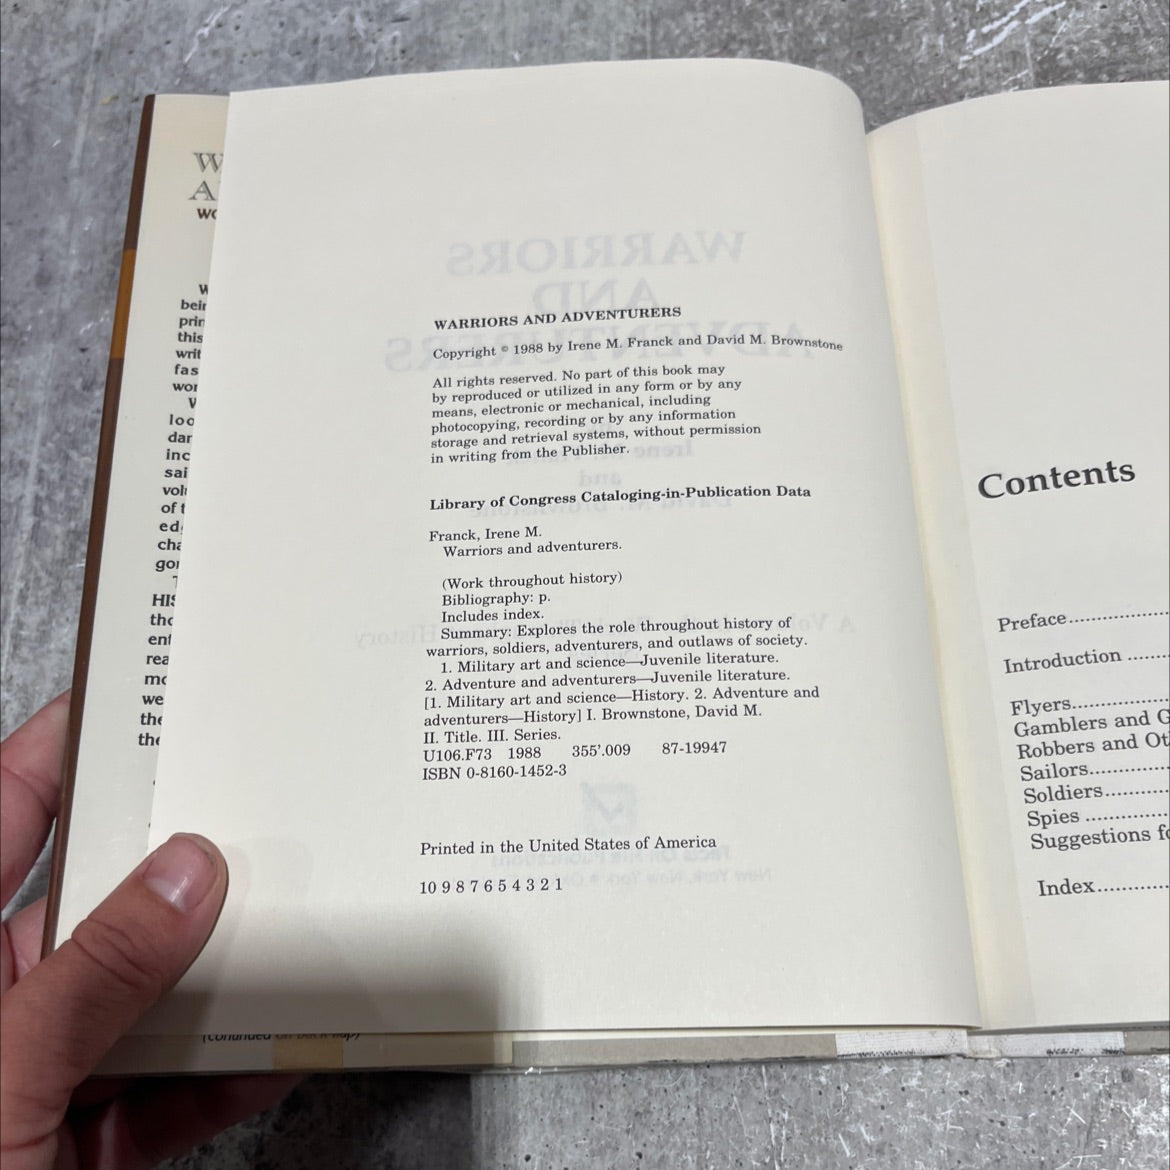 WARRIORS AND ADVENTURERS
Copyright © 1988 by Irene M. Franck and David M. Brownstone
All rights reserved. No part of this book may
by reproduced or utilized in any form or by any
means, electronic or mechanical, including
photocopying, recording or by any information
storage and retrieval systems, without permission
in writing from the Publisher.
Library of Congress Cataloging-in-Publication Data
Franck, Irene M.
Warriors and adventurers.
(Work throughout history)
Bibliography: p.
Includes index.
Summary: Explores the role throughout history of
warriors, soldiers, adventurers, and outlaws of society.
1. Military art and science—Juvenile literature.
2. Adventure and adventurers—Juvenile literature.
[1. Military art and science—History. 2. Adventure and
adventurers—History] I. Brownstone, David M.
II. Title. III. Series.
U106.F73 1988 355'.009 87-19947
ISBN 0-8160-1452-3
Printed in the United States of America
10 9 8 7 6 5 4 3 2 1
Contents
Preface
Introduction
Flyers
Gamblers and G
Robbers and Ot
Sailors
Soldiers
Spies
Suggestions fo
Index